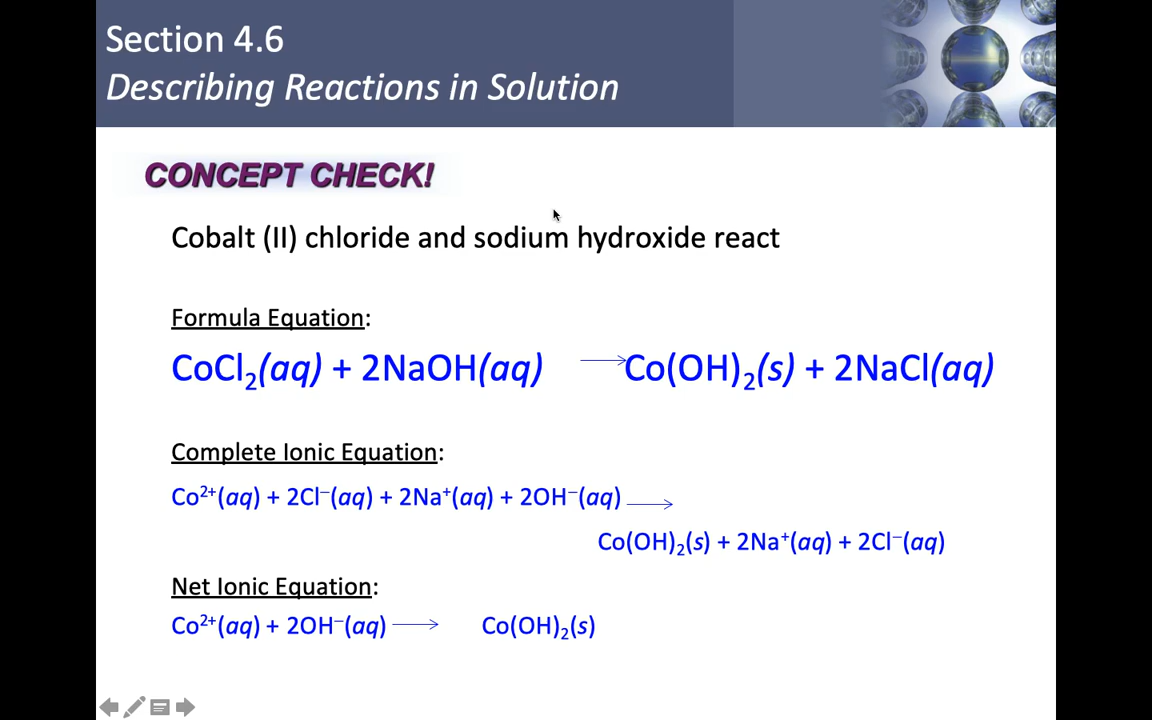 Section 4.6
Describing Reactions in Solution
CONCEPT CHECK!
Cobalt (II) chloride and sodium hydroxide react
Formula Equation:
CoCl₂(aq) + 2NaOH(aq) → Co(OH)₂(s) + 2NaCl(aq)
Complete Ionic Equation:
Co²⁺(aq) + 2Cl⁻(aq) + 2Na⁺(aq) + 2OH⁻(aq) →
Co(OH)₂(s) + 2Na⁺(aq) + 2Cl⁻(aq)
Net Ionic Equation:
Co²⁺(aq) + 2OH⁻(aq) → Co(OH)₂(s)